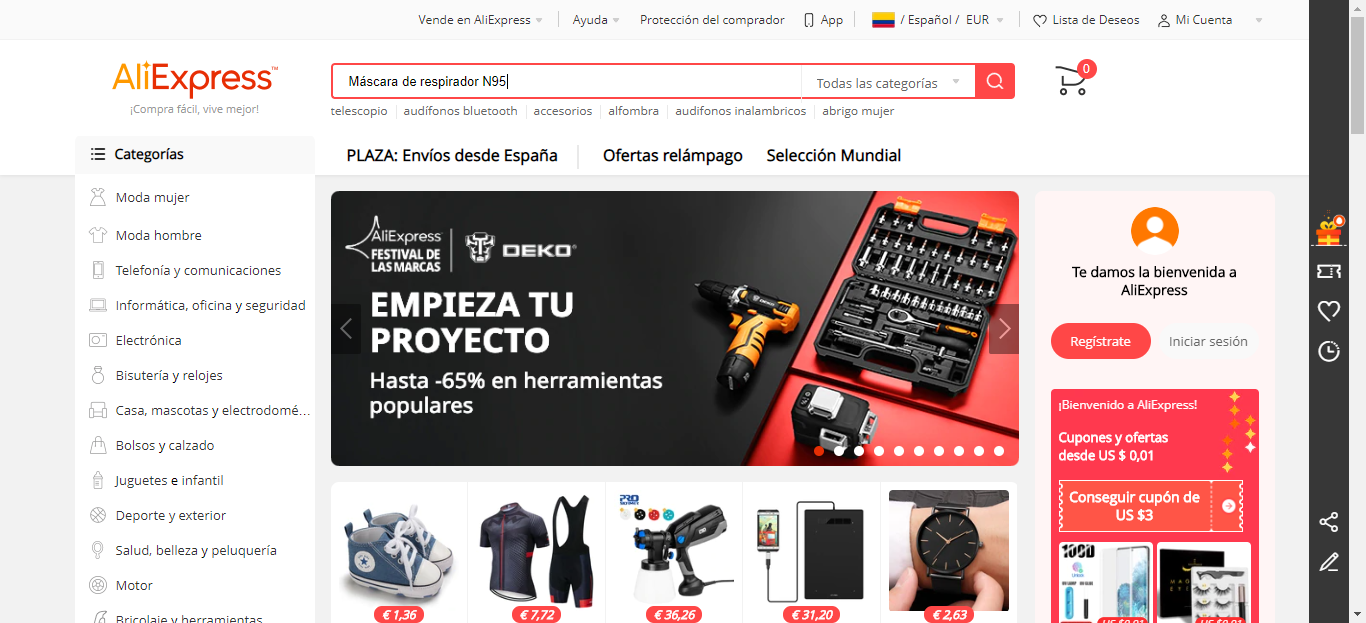 Vende en AliExpress
Ayuda
Protección del comprador
App
/ Español / EUR
Lista de Deseos
Mi Cuenta
AliExpress™
¡Compra fácil, vive mejor!
Máscara de respirador N95
Todas las categorías
0
telescopio
audífonos bluetooth
accesorios
alfombra
audifonos inalambricos
abrigo mujer
Categorías
PLAZA: Envíos desde España
Ofertas relámpago
Selección Mundial
Moda mujer
Moda hombre
Telefonía y comunicaciones
Informática, oficina y seguridad
Electrónica
Bisutería y relojes
Casa, mascotas y electrodomé...
Bolsos y calzado
Juguetes e infantil
Deporte y exterior
Salud, belleza y peluquería
Motor
Bricolaje y herramientas
AliExpress
FESTIVAL DE
LAS MARCAS
DEKO
EMPIEZA TU
PROYECTO
Hasta -65% en herramientas
populares
€ 1,36
€ 7,72
€ 36,26
€ 31,20
€ 2,63
Te damos la bienvenida a
AliExpress
Regístrate
Iniciar sesión
¡Bienvenido a AliExpress!
Cupones y ofertas
desde US $ 0,01
Conseguir cupón de
US $3